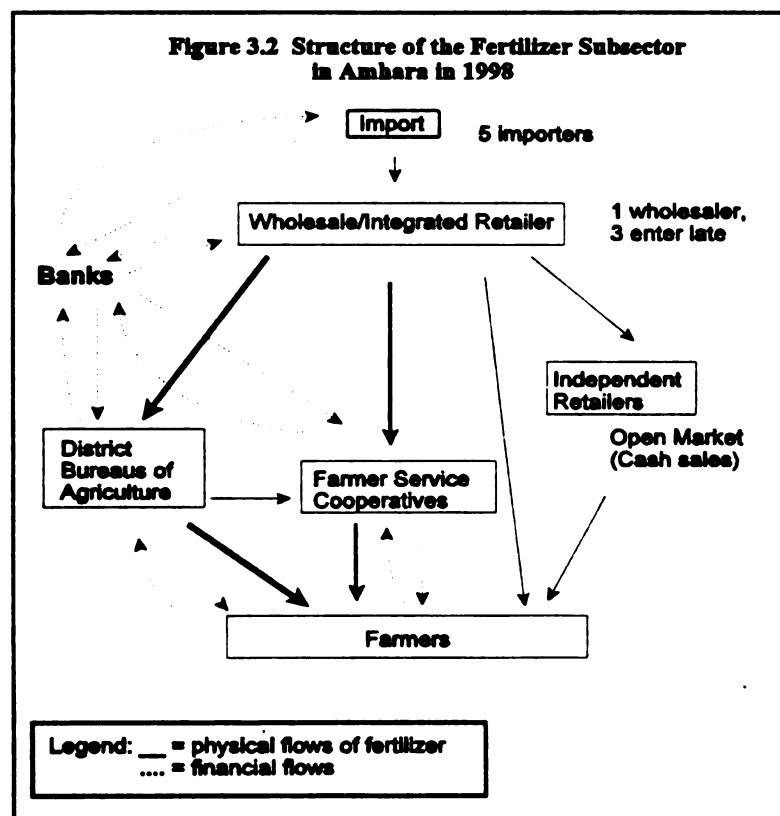 Figure 3.2 Structure of the Fertilizer Subsector
in Amhara in 1998
Import
5 importers
Wholesale/Integrated Retailer
1 wholesaler,
3 enter late
Banks
Independent
Retailers
Open Market
(Cash sales)
District
Bureaus of
Agriculture
Farmer Service
Cooperatives
Farmers
Legend: __ = physical flows of fertilizer
.... = financial flows